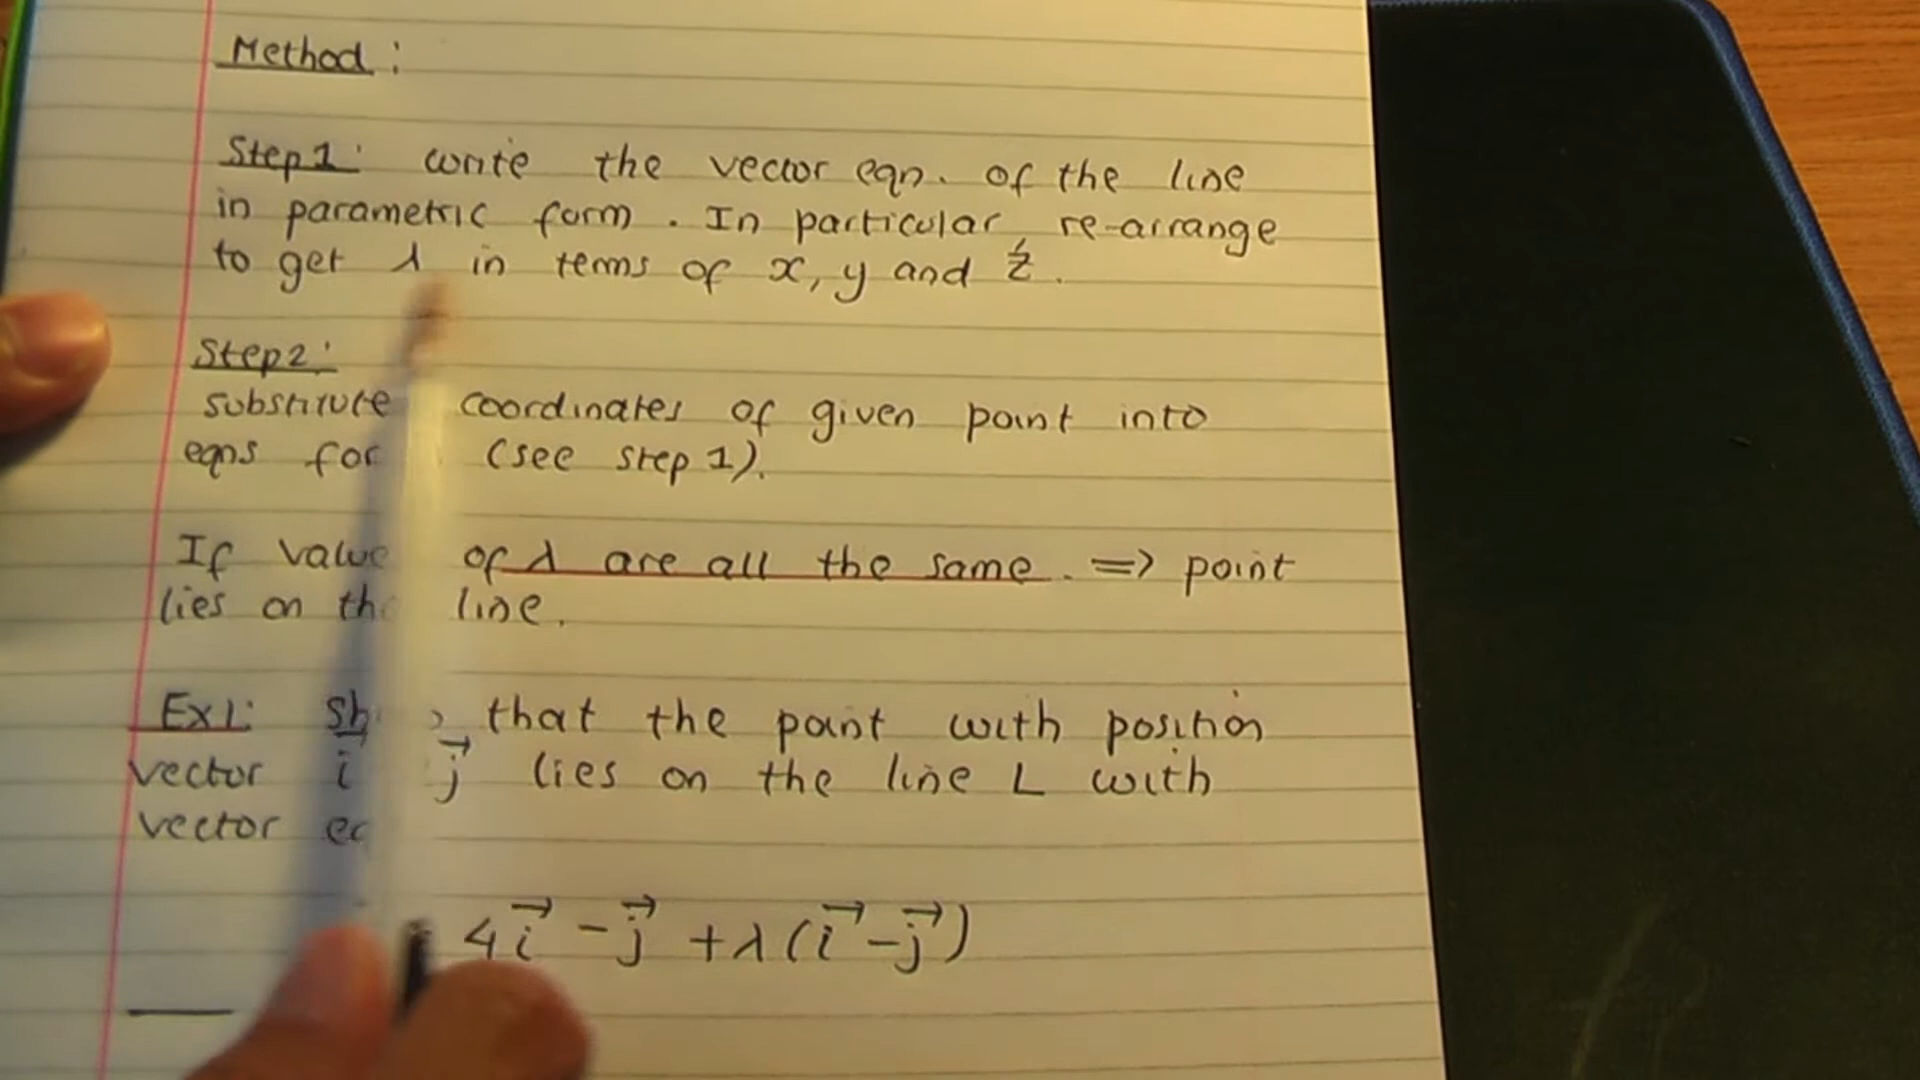 Method :
Step 1: write the vector eqn. of the line
in parametric form. In particular, re-arrange
to get λ in terms of x, y and z.
Step 2:
substitute coordinates of given point into
eqns for (see step 1).
If value of λ are all the same. => point
lies on the line.
Ex1: that the point with position
vector i j lies on the line L with
vector
4i - j + λ(i - j)